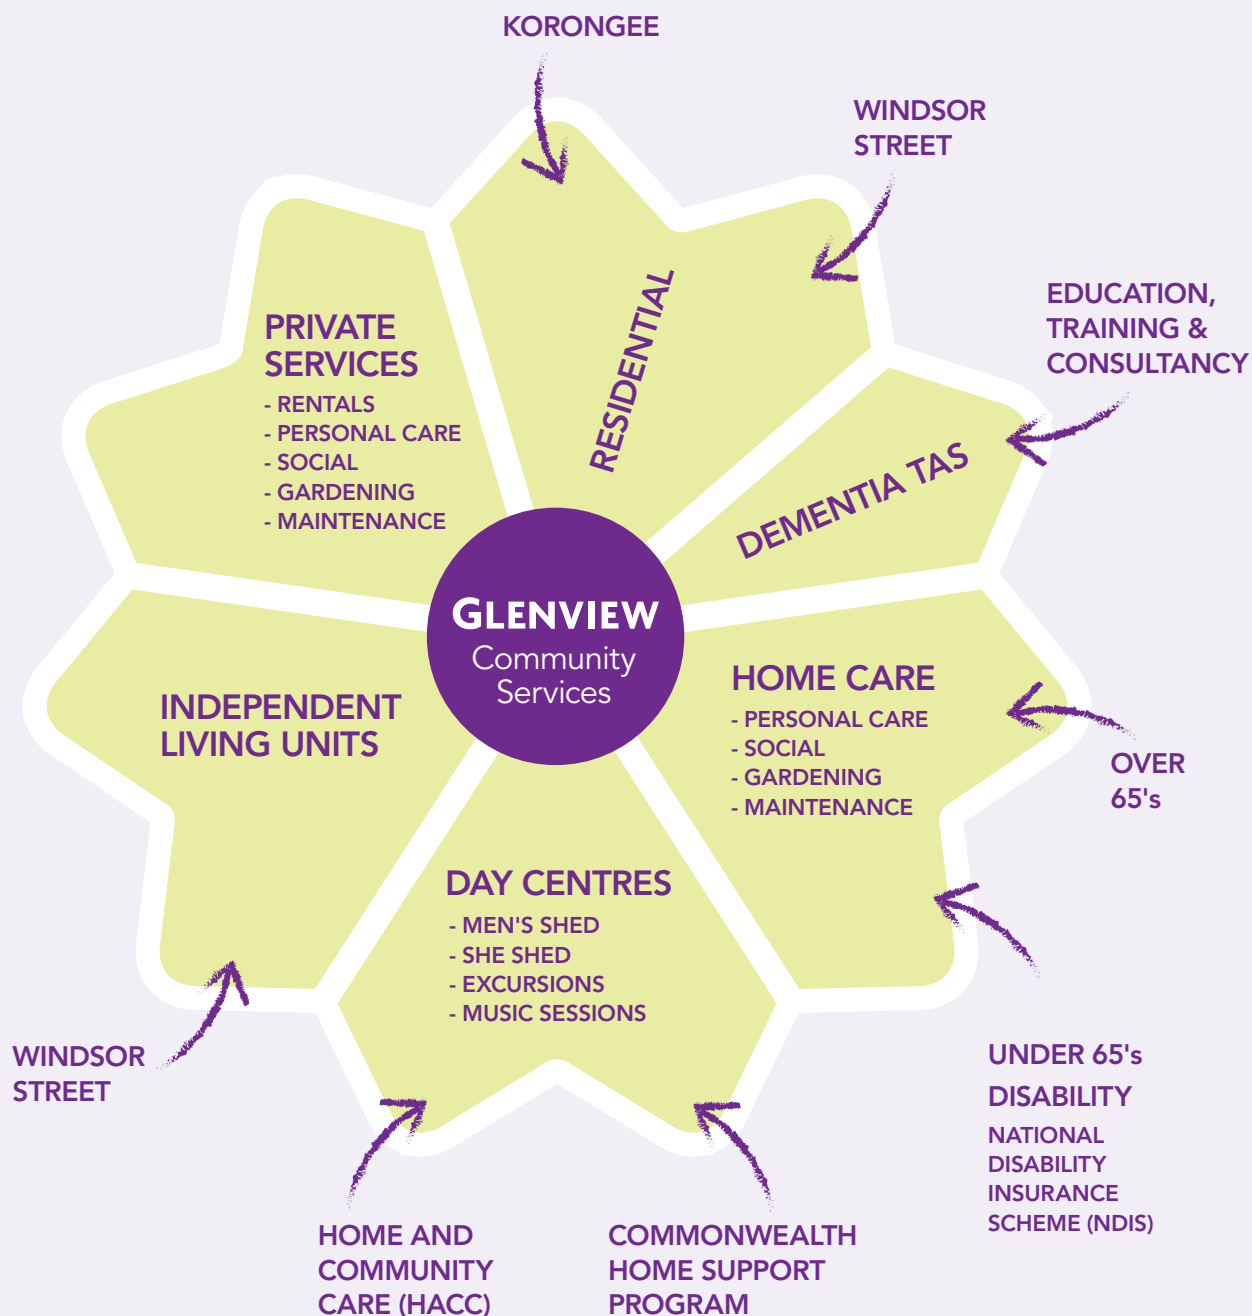 KORONGEE
WINDSOR
STREET
EDUCATION,
TRAINING &
CONSULTANCY
PRIVATE
SERVICES
- RENTALS
- PERSONAL CARE
- SOCIAL
- GARDENING
- MAINTENANCE
RESIDENTIAL
DEMENTIA TAS
GLENVIEW
Community
Services
HOME CARE
- PERSONAL CARE
- SOCIAL
- GARDENING
- MAINTENANCE
OVER
65's
INDEPENDENT
LIVING UNITS
DAY CENTRES
- MEN'S SHED
- SHE SHED
- EXCURSIONS
- MUSIC SESSIONS
WINDSOR
STREET
UNDER 65's
DISABILITY
NATIONAL
DISABILITY
INSURANCE
SCHEME (NDIS)
HOME AND
COMMUNITY
CARE (HACC)
COMMONWEALTH
HOME SUPPORT
PROGRAM